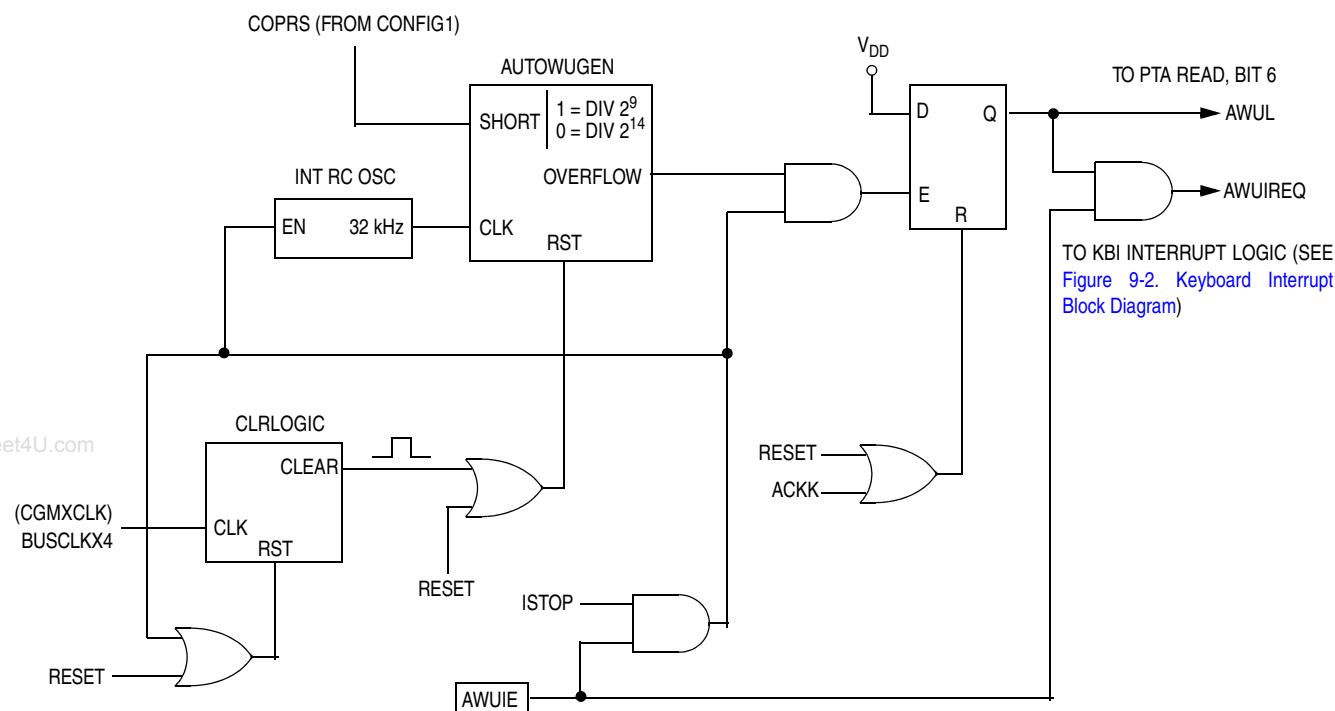 COPRS (FROM CONFIG1)
AUTOWUGEN
SHORT
1 = DIV 2^9
0 = DIV 2^14
OVERFLOW
CLK
RST
INT RC OSC
EN 32 kHz
V_DD
D Q
E
R
TO PTA READ, BIT 6
AWUL
AWUIREQ
TO KBI INTERRUPT LOGIC (SEE
Figure 9-2. Keyboard Interrupt
Block Diagram)
eet4U.com
CLRLOGIC
CLEAR
CLK
RST
(CGMXCLK)
BUSCLKX4
RESET
RESET
RESET
ACKK
ISTOP
AWUIE